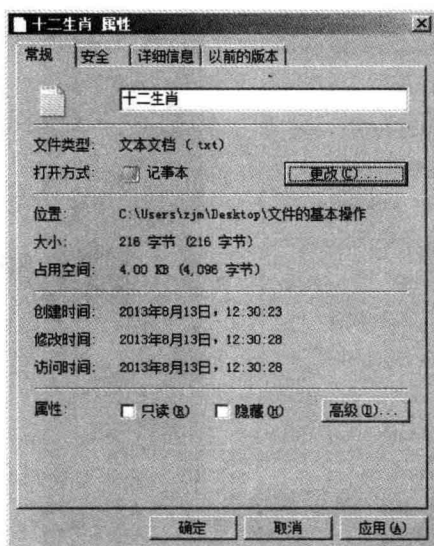 十二生肖 属性
常规 安全 详细信息 以前的版本
十二生肖
文件类型: 文本文档 (.txt)
打开方式: 记事本 更改(C)...
位置: C:\Users\zjm\Desktop\文件的基本操作
大小: 216 字节 (216 字节)
占用空间: 4.00 KB (4,096 字节)
创建时间: 2013年8月13日, 12:30:23
修改时间: 2013年8月13日, 12:30:28
访问时间: 2013年8月13日, 12:30:28
属性: 只读(R) 隐藏(H) 高级(D)...
确定 取消 应用(A)